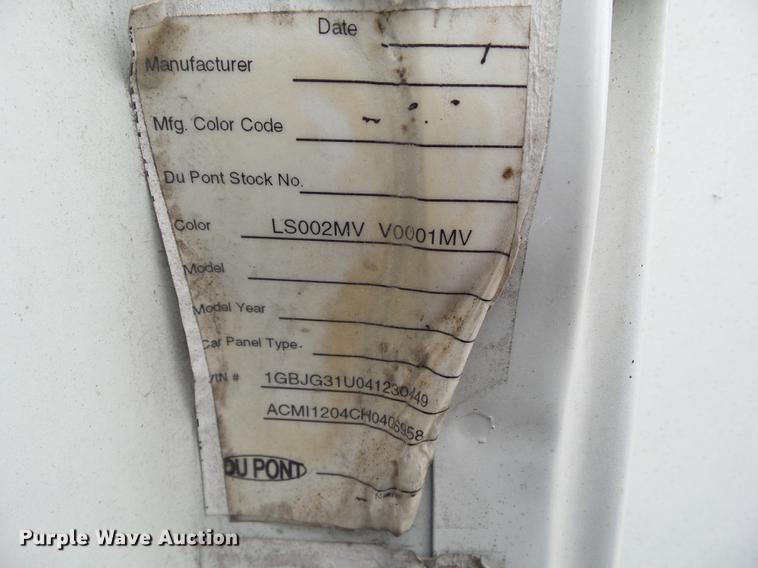 Date
Manufacturer
Mfg. Color Code
Du Pont Stock No.
Color LS002MV V0001MV
Model
Model Year
Car Panel Type
VIN # 1GBJG31U041230449
DU PONT
Purple Wave Auction®